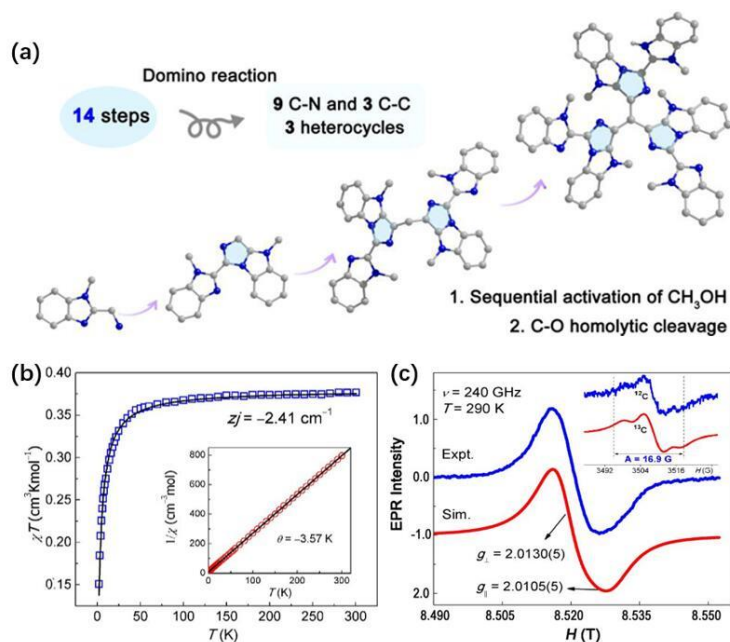 (a)
Domino reaction
14 steps
9 C-N and 3 C-C
3 heterocycles
1. Sequential activation of CH₃OH
2. C-O homolytic cleavage
(b)
χT (cm³Kmol⁻¹)
0.40
0.35
0.30
0.25
0.20
0.15
0 50 100 150 200 250 300
T (K)
zj = −2.41 cm⁻¹
1/χ (cm⁻³mol)
800
600
400
200
0
0 100 200 300
T (K)
θ = −3.57 K
(c)
EPR Intensity
1.0
0.0
1.0
2.0
8.490 8.505 8.520 8.535 8.550
H (T)
ν = 240 GHz
T = 290 K
Expt.
Sim.
g⊥ = 2.0130(5)
g∥ = 2.0105(5)
¹²C
¹³C
A = 16.9 G
3492 3504 3516 H (G)